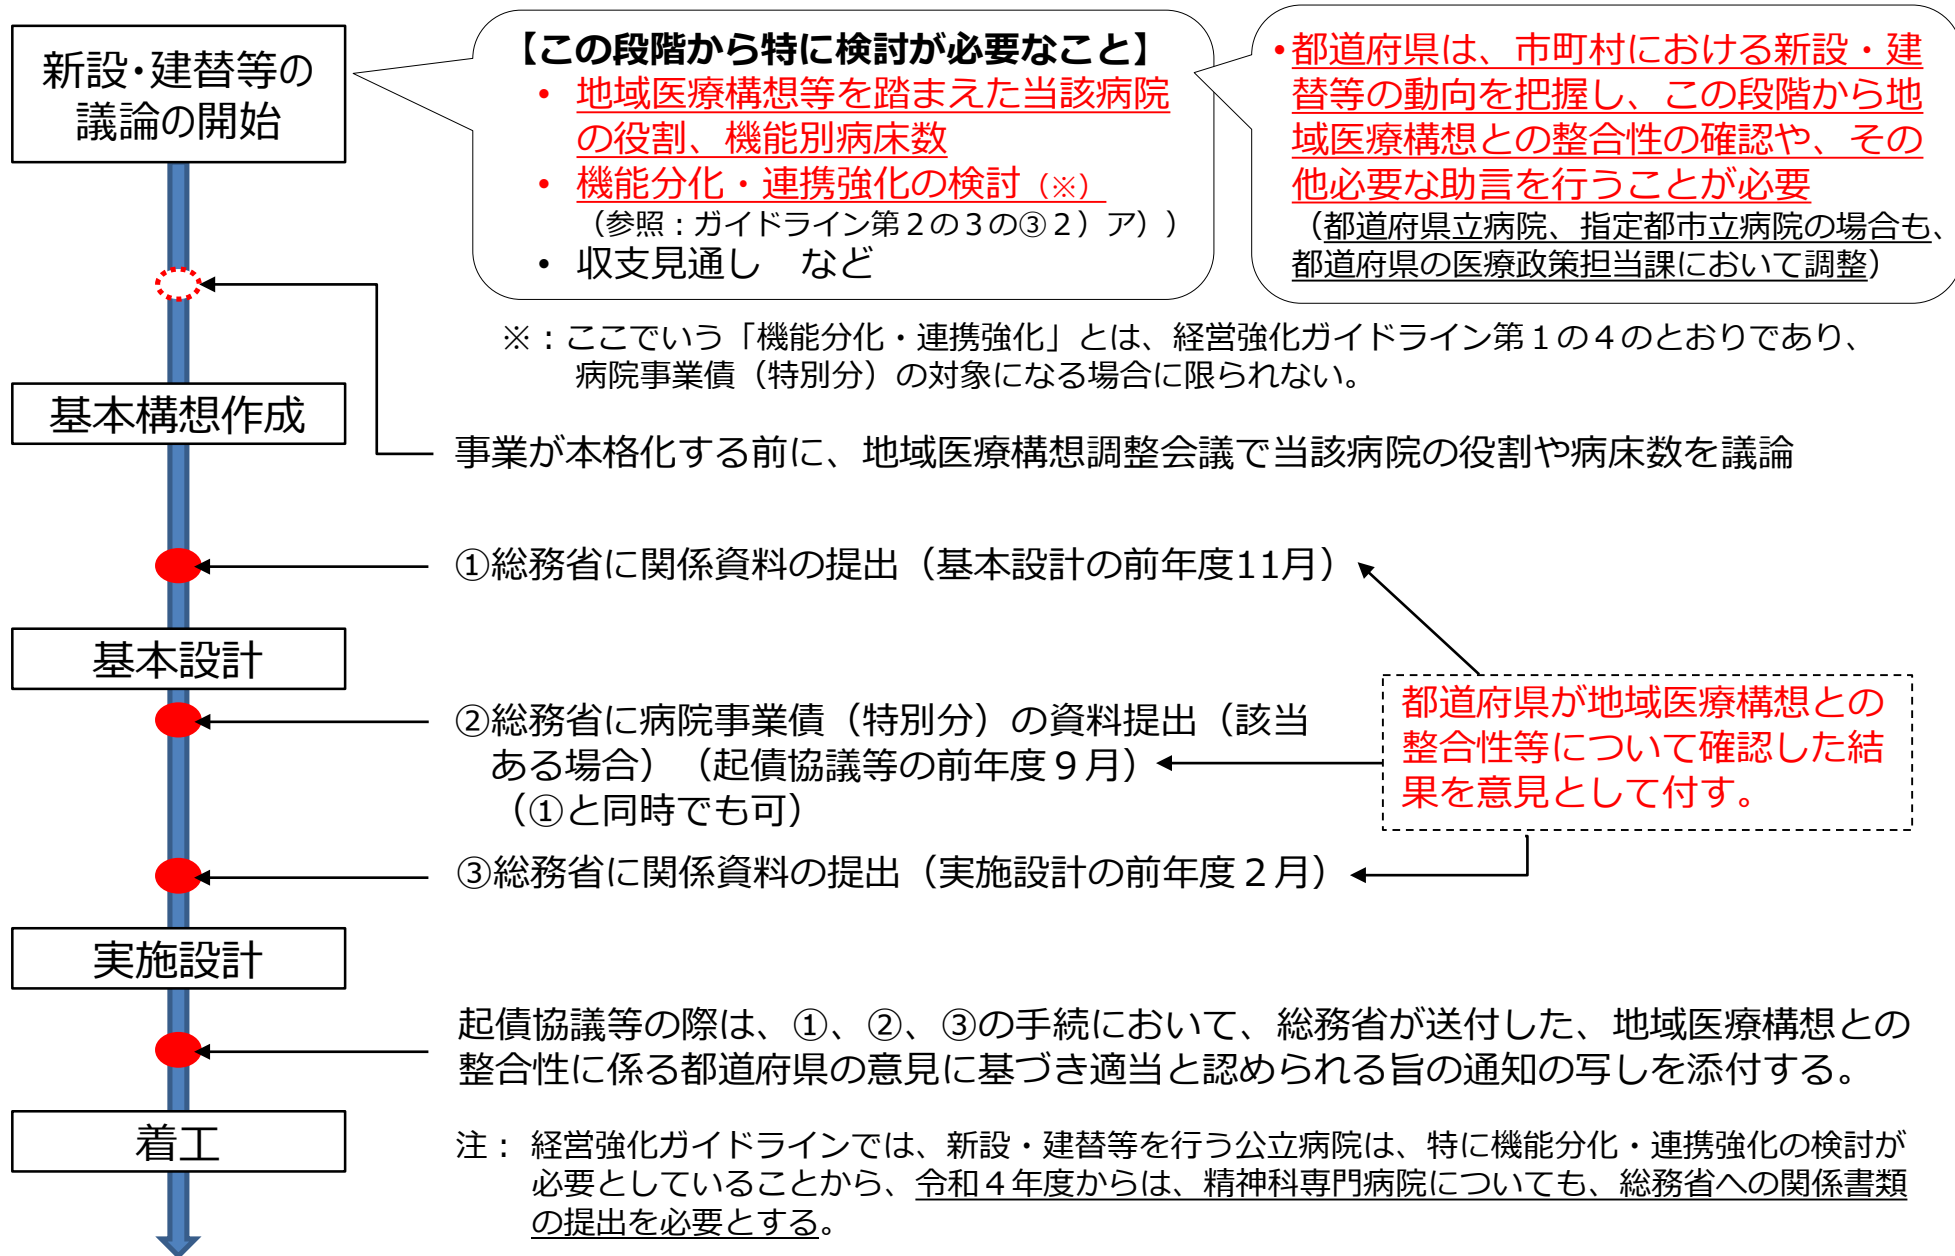 新設・建替等の
議論の開始
【この段階から特に検討が必要なこと】
• 地域医療構想等を踏まえた当該病院
の役割、機能別病床数
• 機能分化・連携強化の検討（※）
（参照：ガイドライン第２の３の③２）ア））
• 収支見通し　など
•都道府県は、市町村における新設・建
替等の動向を把握し、この段階から地
域医療構想との整合性の確認や、その
他必要な助言を行うことが必要
（都道府県立病院、指定都市立病院の場合も、
都道府県の医療政策担当課において調整）
※：ここでいう「機能分化・連携強化」とは、経営強化ガイドライン第１の４のとおりであり、
病院事業債（特別分）の対象になる場合に限られない。
基本構想作成
事業が本格化する前に、地域医療構想調整会議で当該病院の役割や病床数を議論
①総務省に関係資料の提出（基本設計の前年度11月）
基本設計
②総務省に病院事業債（特別分）の資料提出（該当
ある場合）（起債協議等の前年度９月）
（①と同時でも可）
都道府県が地域医療構想との
整合性等について確認した結
果を意見として付す。
③総務省に関係資料の提出（実施設計の前年度２月）
実施設計
起債協議等の際は、①、②、③の手続において、総務省が送付した、地域医療構想との
整合性に係る都道府県の意見に基づき適当と認められる旨の通知の写しを添付する。
着工
注： 経営強化ガイドラインでは、新設・建替等を行う公立病院は、特に機能分化・連携強化の検討が
必要としていることから、令和４年度からは、精神科専門病院についても、総務省への関係書類
の提出を必要とする。